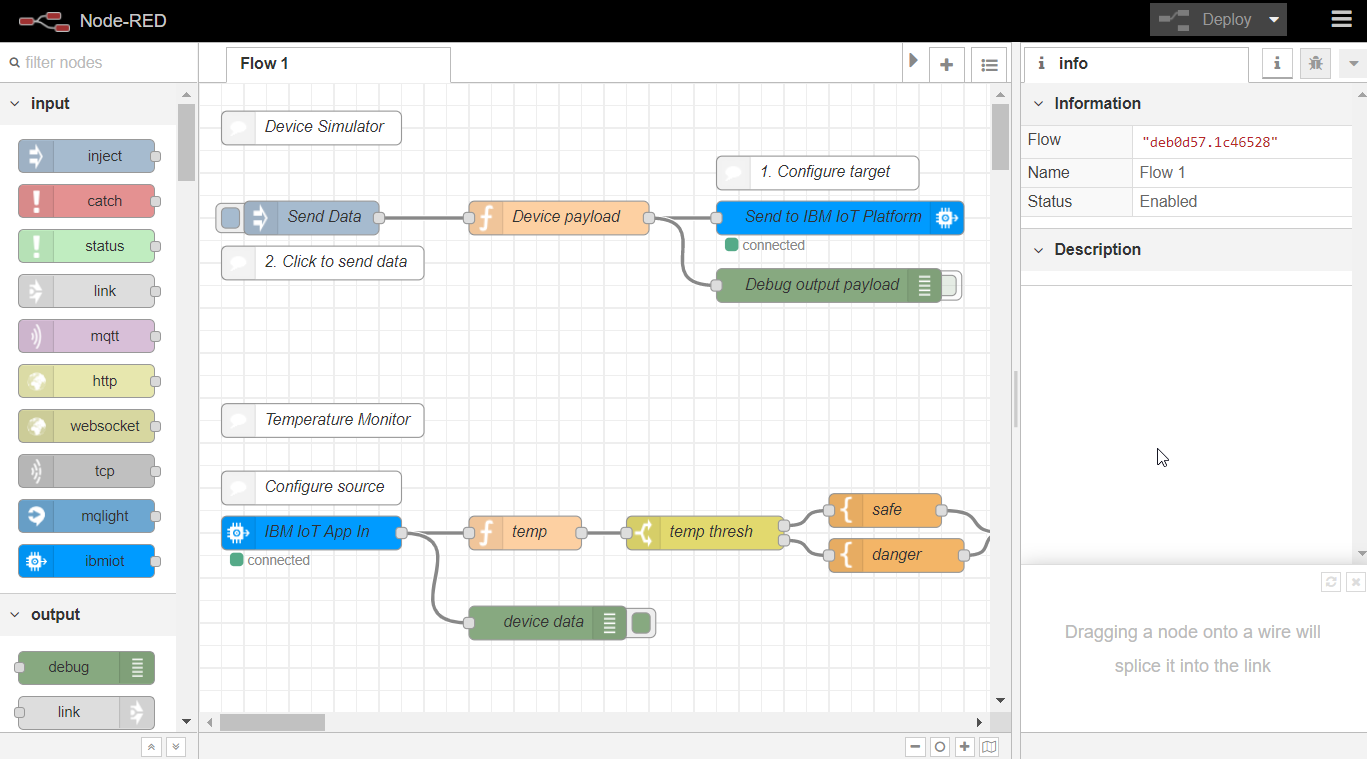 Node-RED
Deploy
filter nodes
input
inject
catch
status
link
mqtt
http
websocket
tcp
mqlight
ibmiot
output
debug
link
Flow 1
Device Simulator
1. Configure target
Send Data
Device payload
Send to IBM IoT Platform
connected
2. Click to send data
Debug output payload
Temperature Monitor
Configure source
IBM IoT App In
connected
temp
temp thresh
safe
danger
device data
info
Information
Flow "deb0d57.1c46528"
Name Flow 1
Status Enabled
Description
Dragging a node onto a wire will
splice it into the link